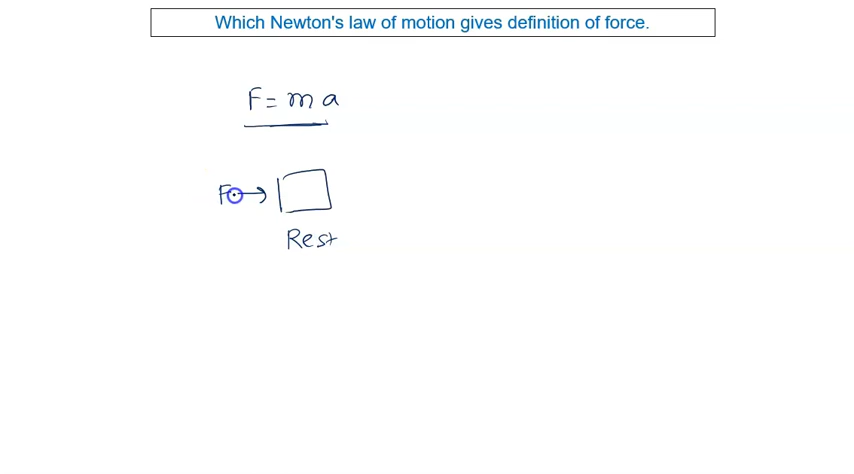 Which Newton's law of motion gives definition of force.
F = m a
F
Rest